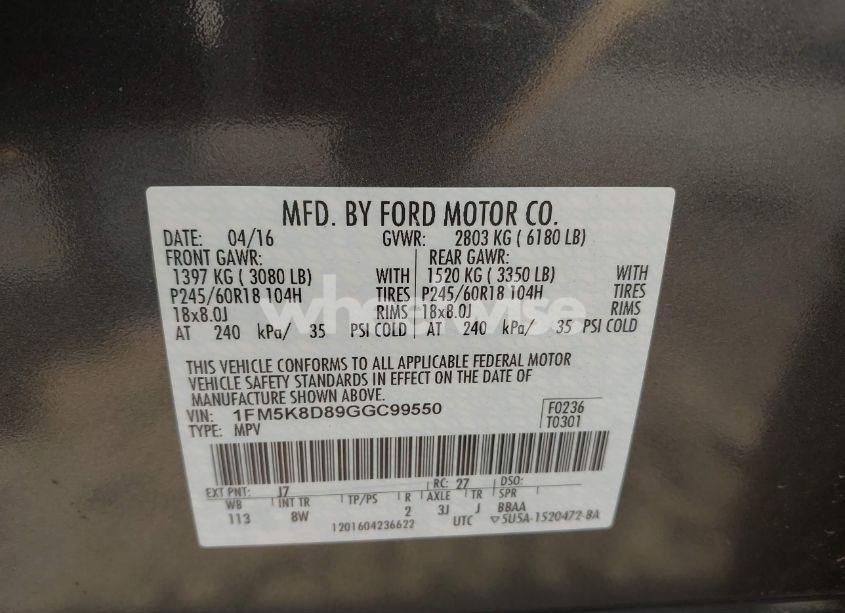 MFD. BY FORD MOTOR CO.
DATE: 04/16 GVWR: 2803 KG ( 6180 LB)
FRONT GAWR: REAR GAWR:
1397 KG ( 3080 LB) WITH 1520 KG ( 3350 LB) WITH
P245/60R18 104H TIRES P245/60R18 104H TIRES
18x8.0J RIMS 18x8.0J RIMS
AT 240 kPa/ 35 PSI COLD AT 240 kPa/ 35 PSI COLD
wheelwise
THIS VEHICLE CONFORMS TO ALL APPLICABLE FEDERAL MOTOR
VEHICLE SAFETY STANDARDS IN EFFECT ON THE DATE OF
MANUFACTURE SHOWN ABOVE.
VIN: 1FM5K8D89GGC99550 F0236
TYPE: MPV T0301
EXT PNT: J7 RC: 27 DSO:
WB INT TR TP/PS R AXLE TR SPR
113 8W 2 3J J BBAA
1201604236622 UTC ▽5U5A-1520472-BA